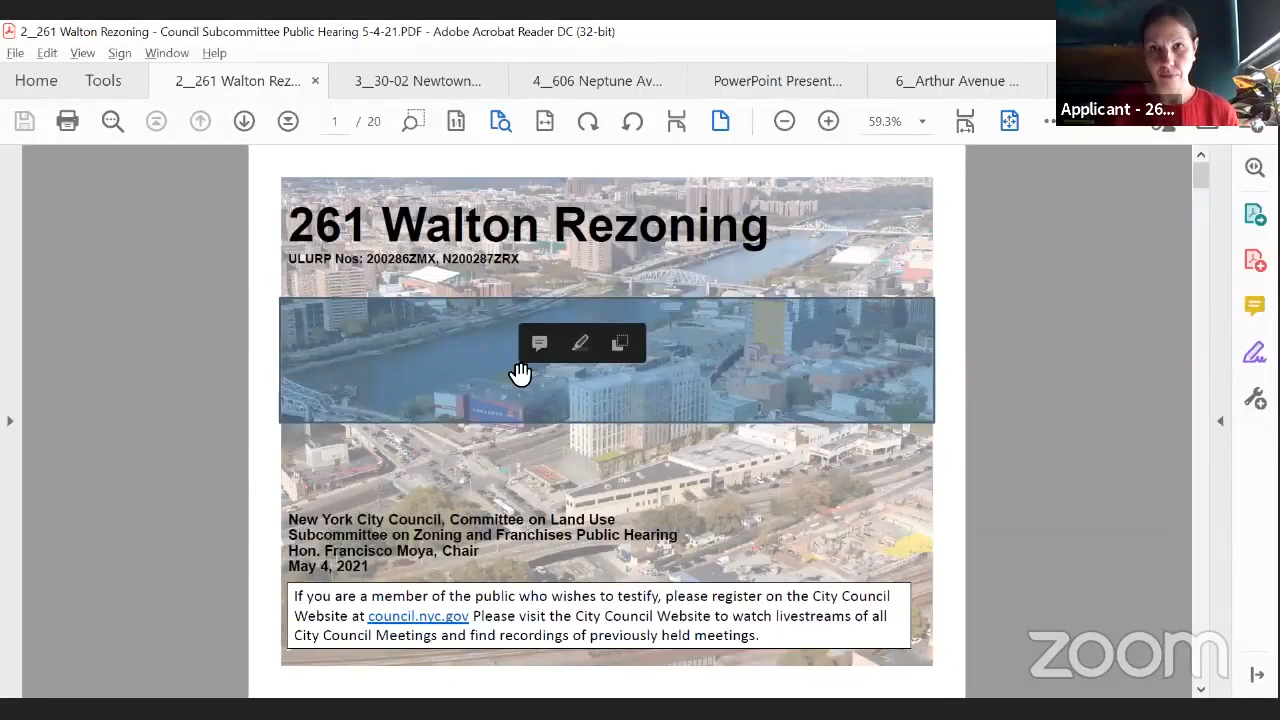 2__261 Walton Rezoning - Council Subcommittee Public Hearing 5-4-21.PDF - Adobe Acrobat Reader DC (32-bit)
File Edit View Sign Window Help
Home Tools 2__261 Walton Rez... × 3__30-02 Newtown... 4__606 Neptune Av... PowerPoint Present... 6__Arthur Avenue ...
1 / 20 59.3%
Applicant - 26...
261 Walton Rezoning
ULURP Nos: 200286ZMX, N200287ZRX
New York City Council, Committee on Land Use
Subcommittee on Zoning and Franchises Public Hearing
Hon. Francisco Moya, Chair
May 4, 2021
If you are a member of the public who wishes to testify, please register on the City Council
Website at council.nyc.gov Please visit the City Council Website to watch livestreams of all
City Council Meetings and find recordings of previously held meetings.
zoom